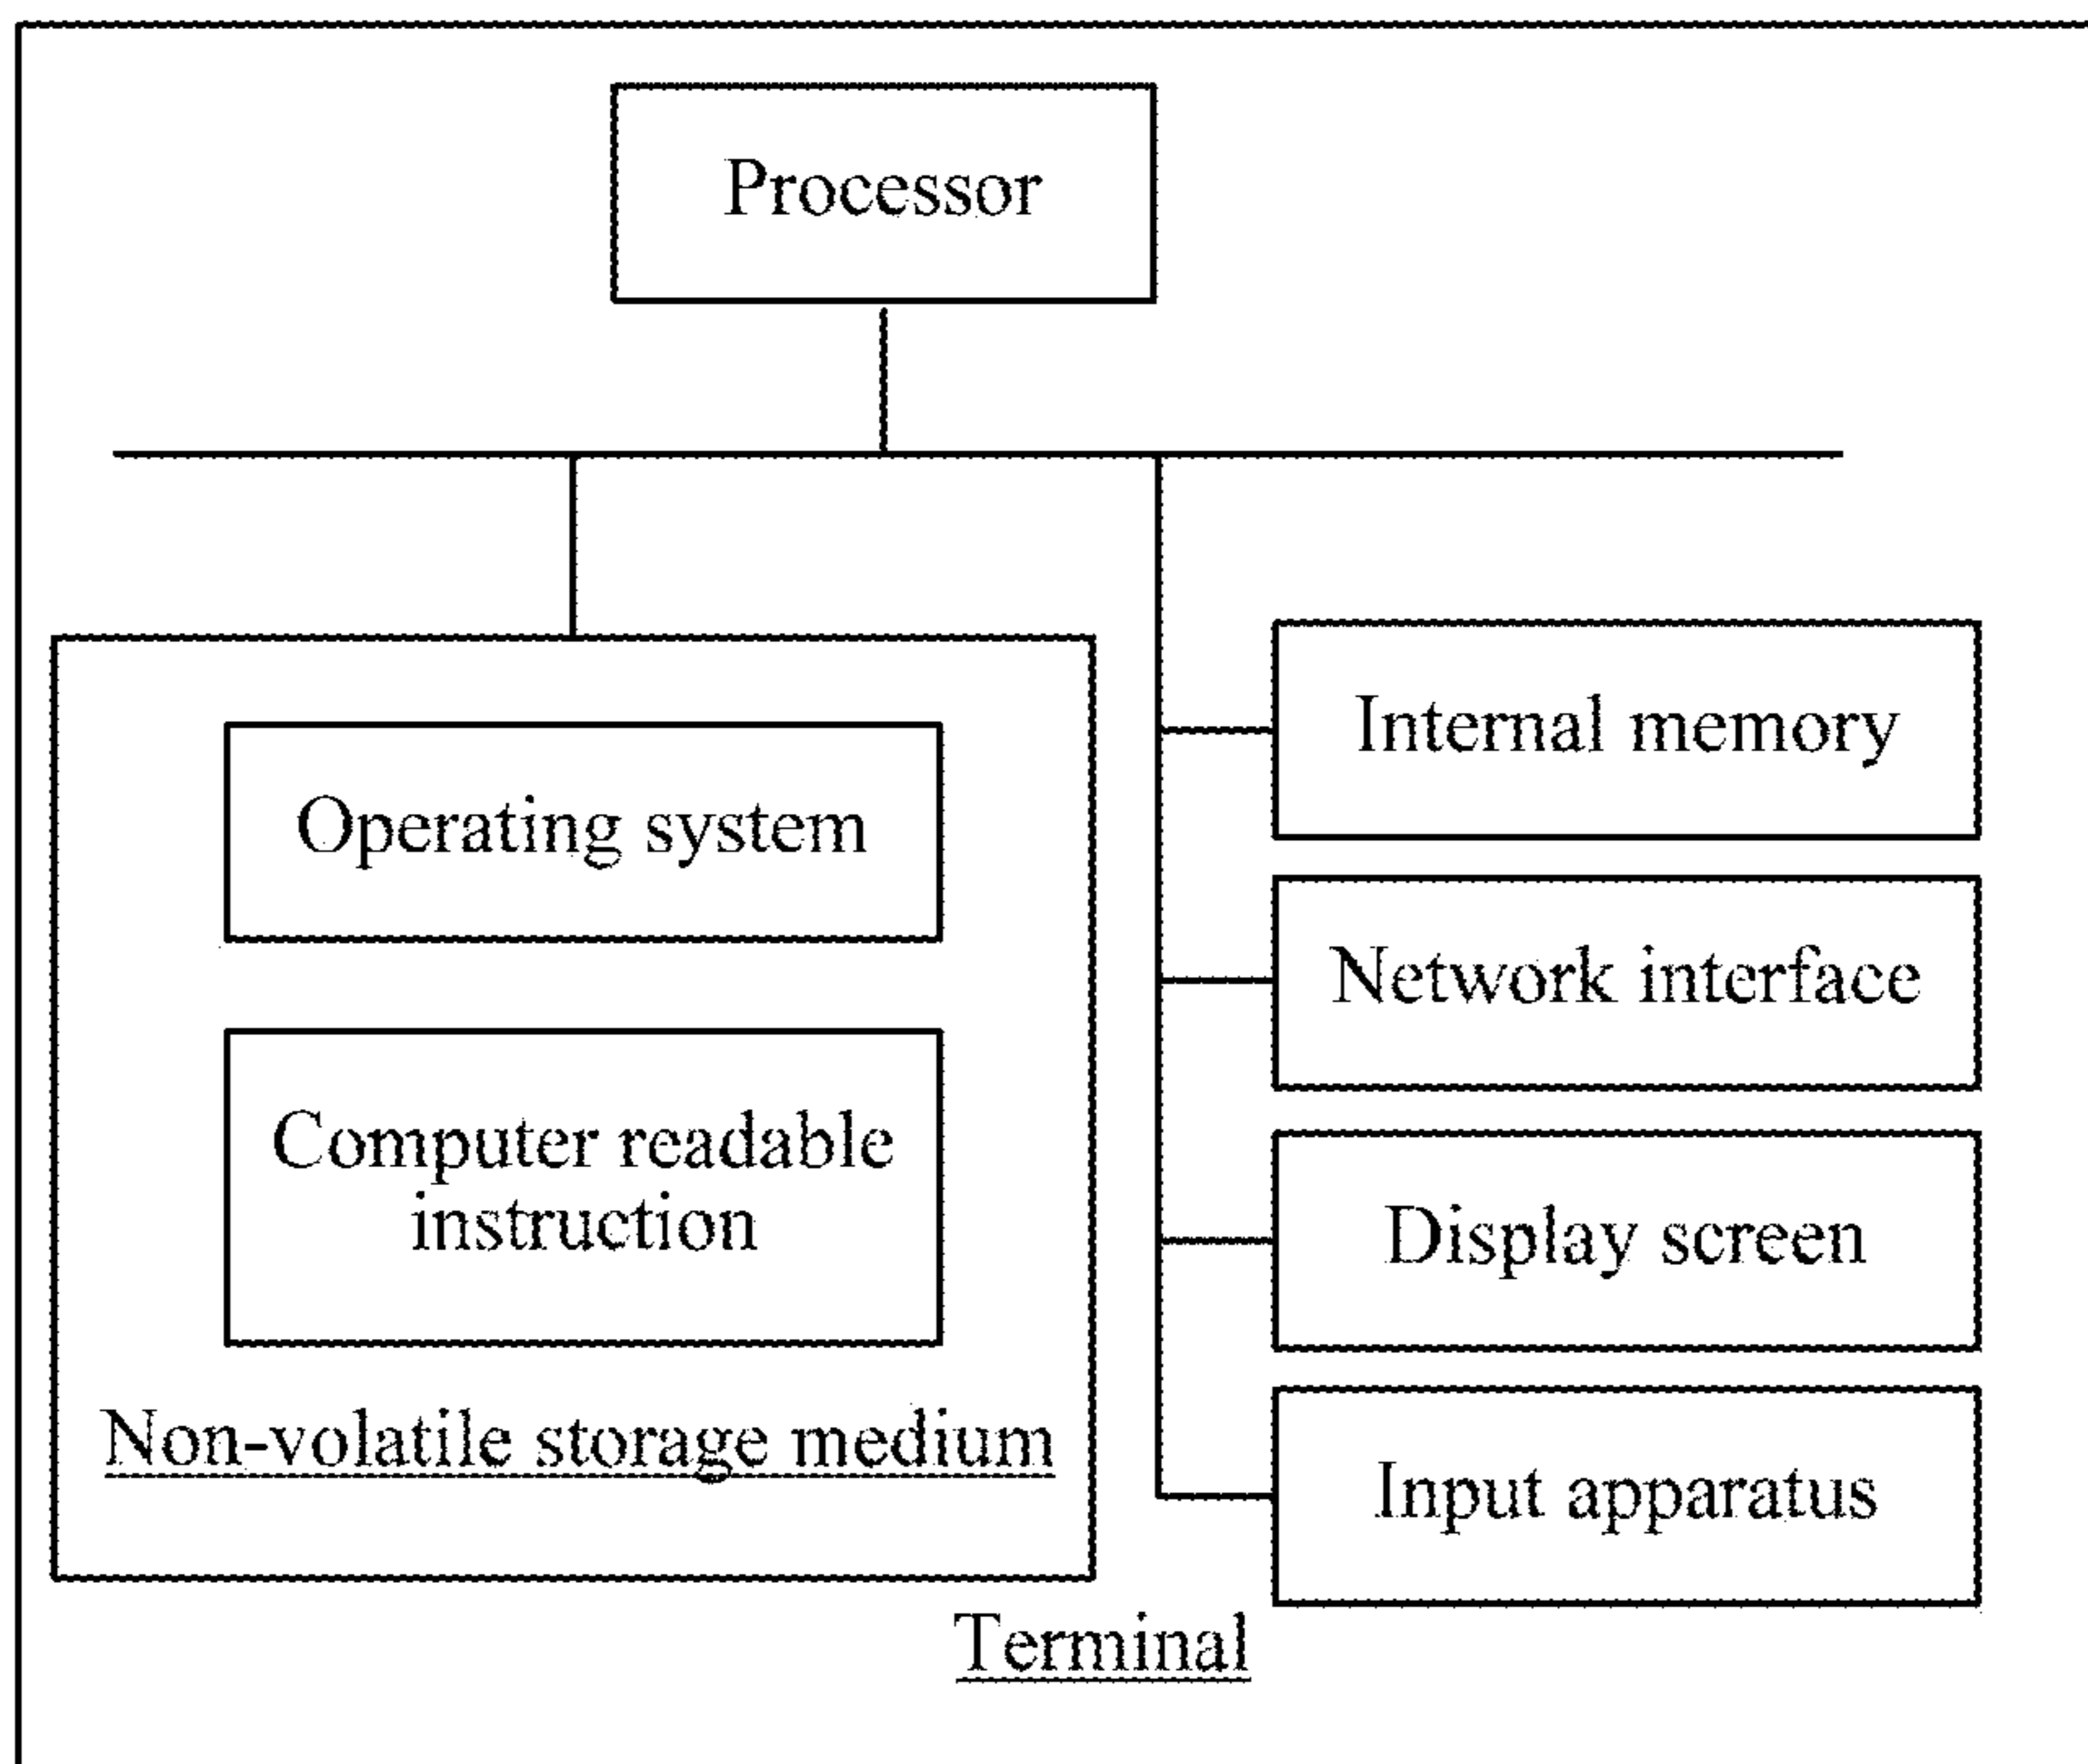 Processor
Operating system
Computer readable
instruction
Non-volatile storage medium
Internal memory
Network interface
Display screen
Input apparatus
Terminal